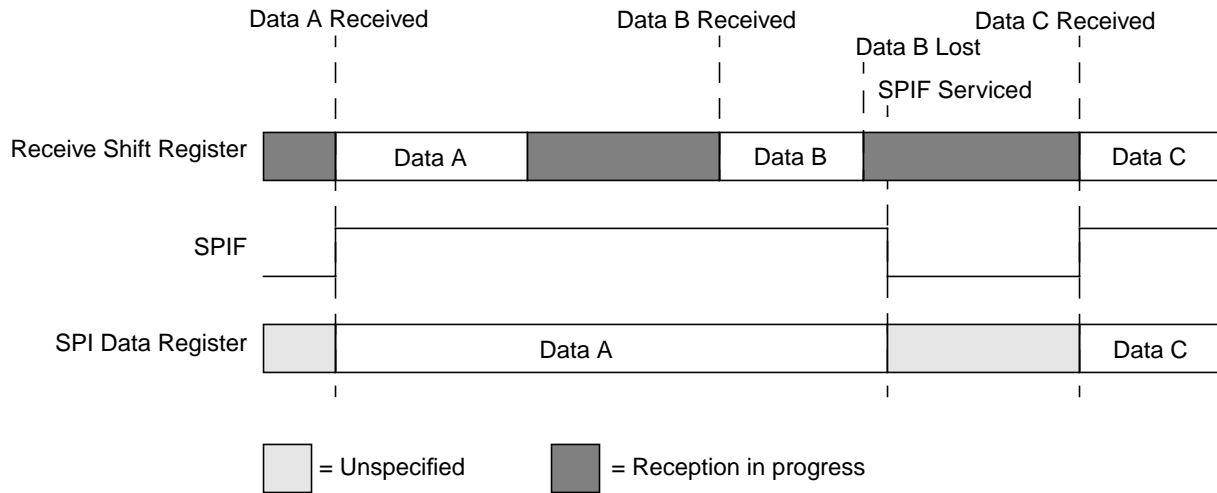 Data A Received
Data B Received
Data C Received
Data B Lost
SPIF Serviced
Receive Shift Register
Data A
Data B
Data C
SPIF
SPI Data Register
Data A
Data C
= Unspecified
= Reception in progress